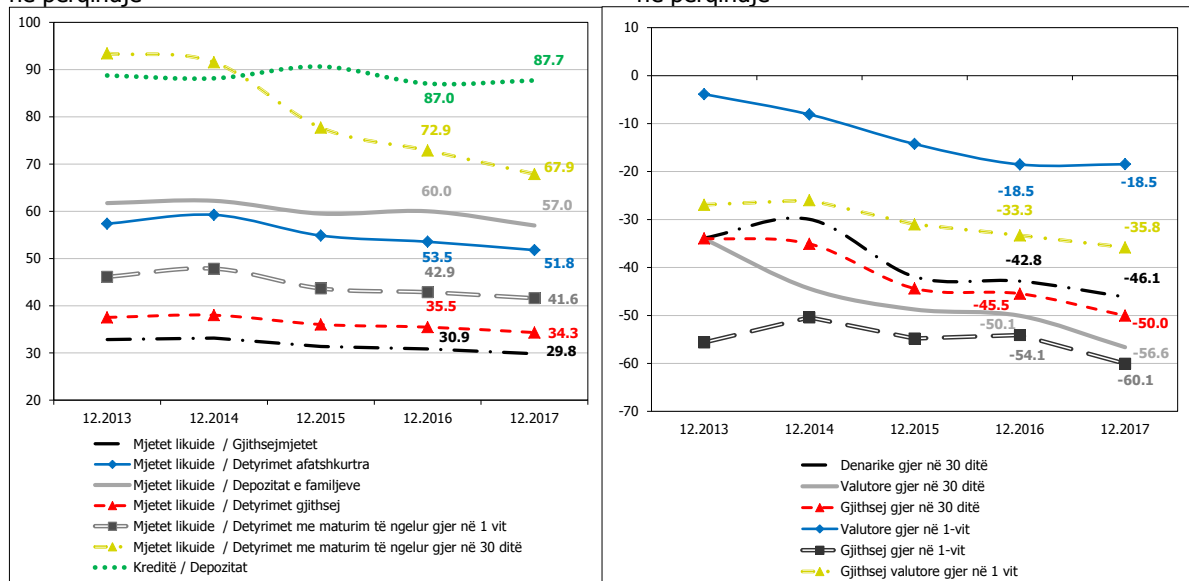 në përqindje
në përqindje
100
90
80
70
60
50
40
30
20
87.7
87.0
72.9
67.9
60.0
57.0
53.5
51.8
42.9
41.6
35.5
34.3
30.9
29.8
12.2013 12.2014 12.2015 12.2016 12.2017
Mjetet likuide / Gjithsejmjetet
Mjetet likuide / Detyrimet afatshkurtra
Mjetet likuide / Depozitat e familjeve
Mjetet likuide / Detyrimet gjithsej
Mjetet likuide / Detyrimet me maturim të ngelur gjer në 1 vit
Mjetet likuide / Detyrimet me maturim të ngelur gjer në 30 ditë
Kreditë / Depozitat
0
-10
-20
-30
-40
-50
-60
-70
-18.5
-18.5
-33.3
-35.8
-42.8
-46.1
-45.5
-50.0
-50.1
-56.6
-54.1
-60.1
12.2013 12.2014 12.2015 12.2016 12.2017
Denarike gjer në 30 ditë
Valutore gjer në 30 ditë
Gjithsej gjer në 30 ditë
Valutore gjer në 1-vit
Gjithsej gjer në 1-vit
Gjithsej valutore gjer në 1 vit